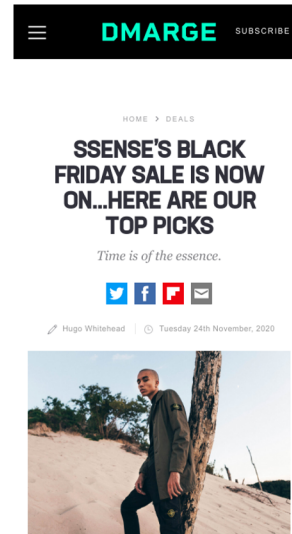 DMARGE SUBSCRIBE
HOME > DEALS
SSENSE'S BLACK
FRIDAY SALE IS NOW
ON...HERE ARE OUR
TOP PICKS
Time is of the essence.
Hugo Whitehead Tuesday 24th November, 2020